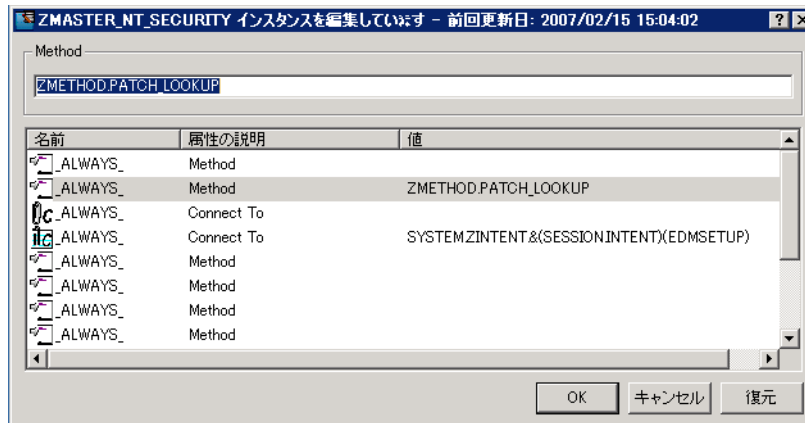 ZMASTER_NT_SECURITY インスタンスを編集しています - 前回更新日: 2007/02/15 15:04:02
Method
ZMETHOD.PATCH_LOOKUP
名前 属性の説明 値
_ALWAYS_ Method
_ALWAYS_ Method ZMETHOD.PATCH_LOOKUP
_ALWAYS_ Connect To
_ALWAYS_ Connect To SYSTEM.ZINTENT.&(SESSION.INTENT)(EDMSETUP)
_ALWAYS_ Method
_ALWAYS_ Method
_ALWAYS_ Method
_ALWAYS_ Method
OK キャンセル 復元